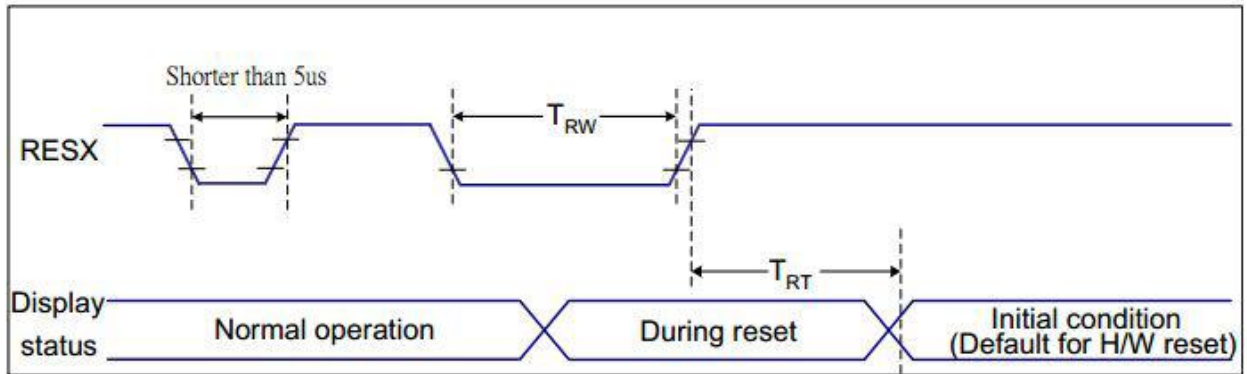 Shorter than 5us
RESX
TRW
TRT
Display
status
Normal operation
During reset
Initial condition
(Default for H/W reset)